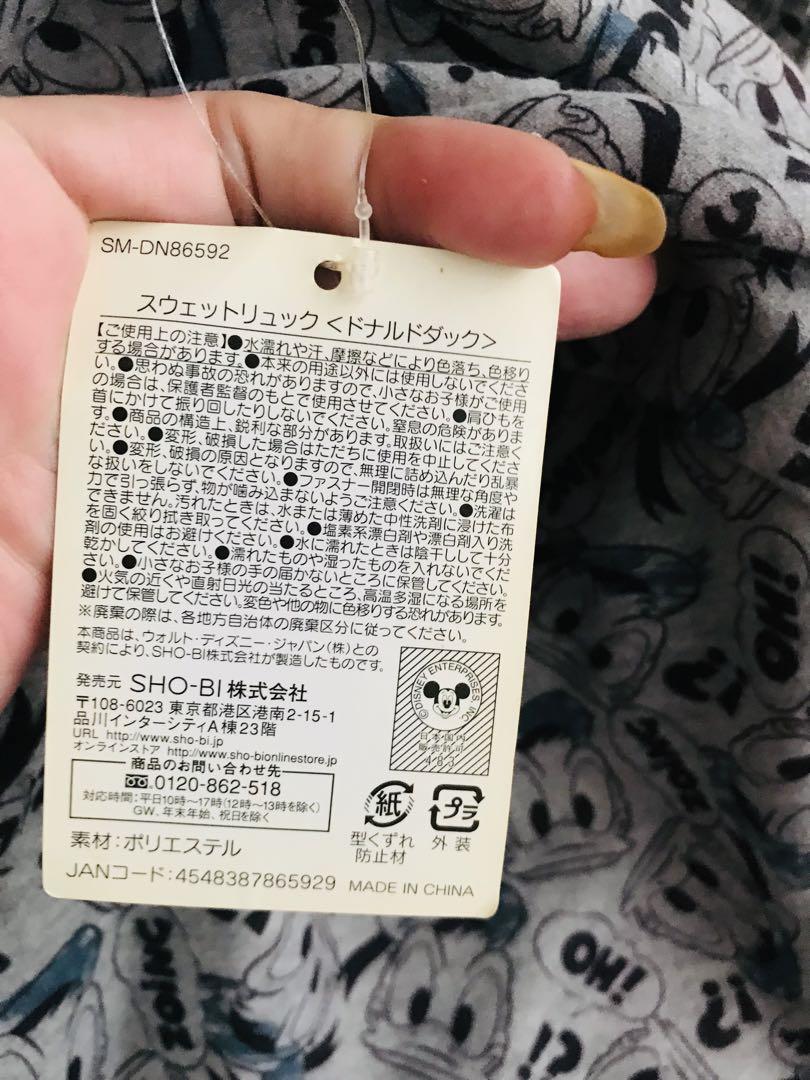 SM-DN86592
スウェットリュック<ドナルドダック>
【ご使用上の注意】●水濡れや汗、摩擦などにより色落ち、色移り
する場合があります。●本来の用途以外には使用しないでくださ
い。●思わぬ事故の恐れがありますので、小さなお子様がご使用
の場合は、保護者監督のもとで使用させてください。●肩ひもを
首にかけて振り回したりしないでください。窒息の危険がありま
す。●商品の構造上、鋭利な部分があります。取扱いにはご注意く
ださい。●変形、破損した場合はただちに使用を中止してくださ
い。●変形、破損の原因となりますので、無理に詰め込んだり乱暴
な扱いをしないでください。●ファスナー開閉時は無理な角度や
力で引っ張らず、物が噛み込まないようご注意ください。●洗濯は
できません。汚れたときは、水または薄めた中性洗剤に浸けた布
を固く絞り拭き取ってください。●塩素系漂白剤や漂白剤入り洗
剤の使用はお避けください。●水に濡れたときは陰干しして十分
乾かしてください。●濡れたものや湿ったものを入れないでくだ
さい。●小さなお子様の手の届かないところに保管してください。
●火気の近くや直射日光の当たるところ、高温多湿になる場所を
避けて保管してください。変色や他の物に色移りする恐れがあります。
※廃棄の際は、各地方自治体の廃棄区分に従ってください。
本商品は、ウォルト・ディズニー・ジャパン(株)との
契約により、SHO-BI株式会社が製造したものです。
発売元 SHO-BI株式会社
〒108-6023 東京都港区港南2-15-1
品川インターシティA棟23階
URL http://www.sho-bi.jp
オンラインストア http://www.sho-bionlinestore.jp
商品のお問い合わせ先
0120-862-518
対応時間:平日10時～17時(12時～13時を除く)
GW、年末年始、祝日を除く
©DISNEY ENTERPRISES INC.
日本国内
販売許可
483
紙
型くずれ
防止材
プラ
外装
素材:ポリエステル
JANコード:4548387865929 MADE IN CHINA
OH!
ZOINC
OH!
!?
!?
ZOINC